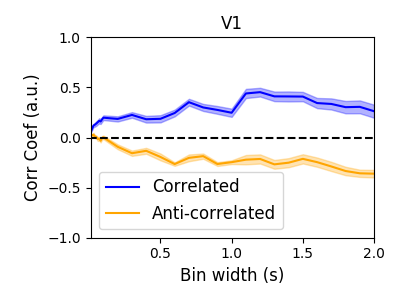 V1
Corr Coef (a.u.)
1.0
0.5
0.0
−0.5
−1.0
Correlated
Anti-correlated
0.5
1.0
1.5
2.0
Bin width (s)